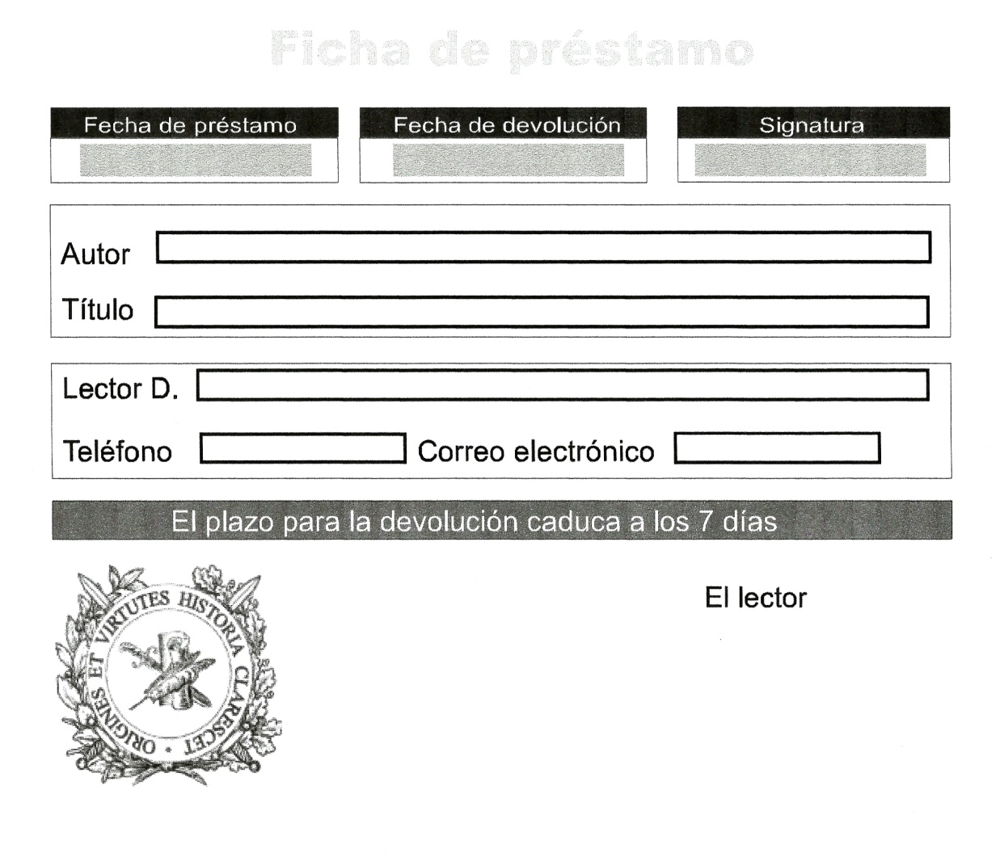 Ficha de préstamo
Fecha de préstamo Fecha de devolución Signatura
Autor
Título
Lector D.
Teléfono Correo electrónico
El plazo para la devolución caduca a los 7 días
El lector
ORIGINES ET VIRTUTES HISTORIA CLARESCET